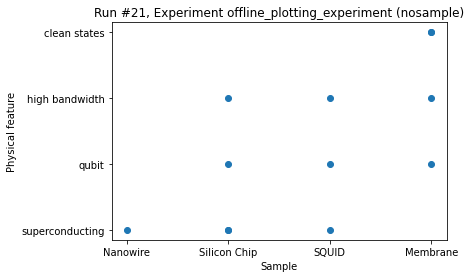 Run #21, Experiment offline_plotting_experiment (nosample)
clean states
high bandwidth
qubit
superconducting
Physical feature
Nanowire Silicon Chip SQUID Membrane
Sample